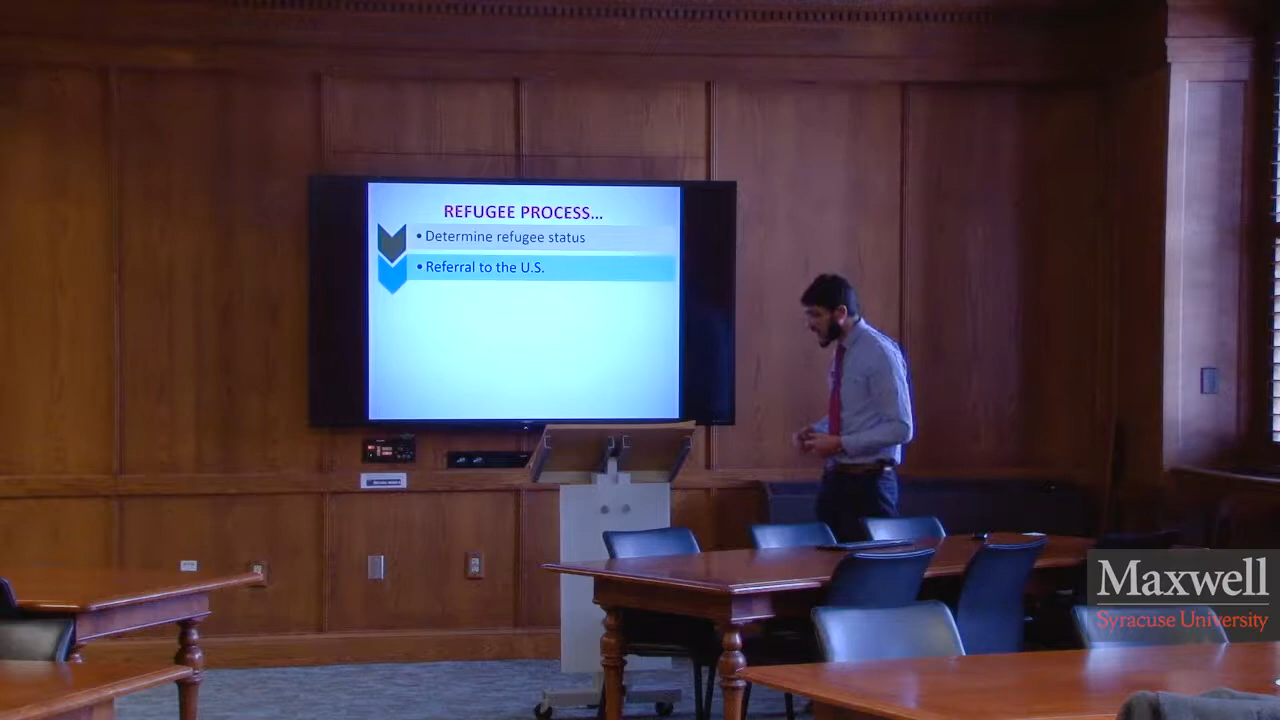 REFUGEE PROCESS...
• Determine refugee status
• Referral to the U.S.
Maxwell
Syracuse University